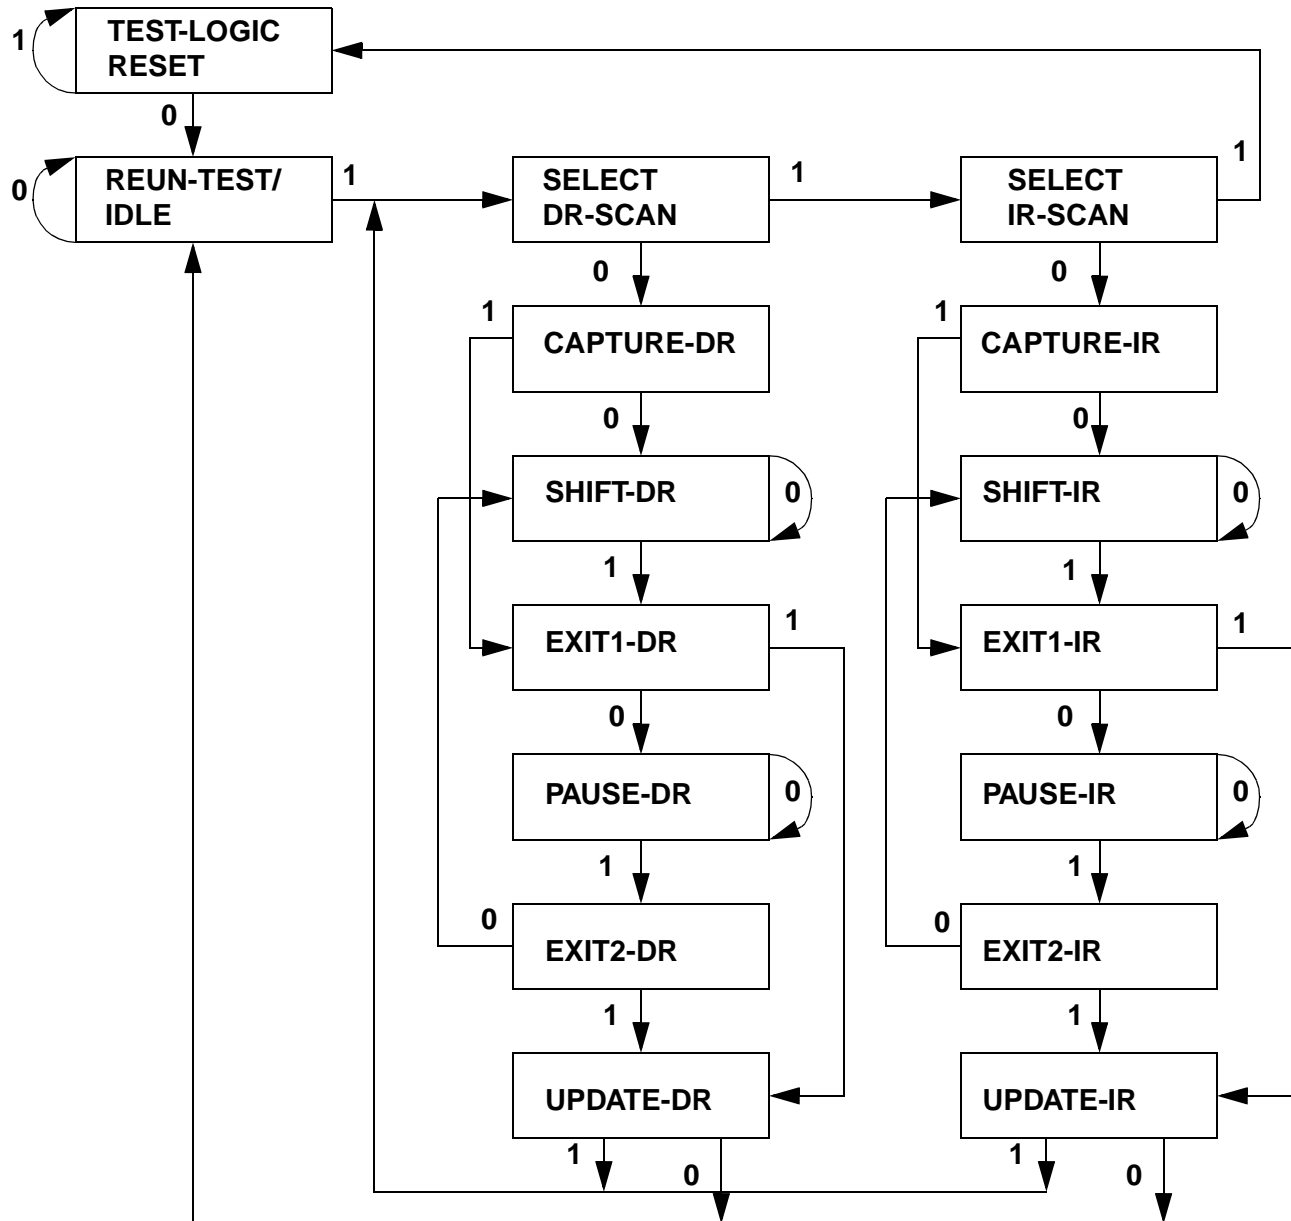 1
TEST-LOGIC
RESET
0
0
REUN-TEST/
IDLE
1
SELECT
DR-SCAN
1
SELECT
IR-SCAN
1
0
0
1
CAPTURE-DR
1
CAPTURE-IR
0
0
SHIFT-DR
0
SHIFT-IR
0
1
1
EXIT1-DR
1
EXIT1-IR
1
0
0
PAUSE-DR
0
PAUSE-IR
0
1
1
0
EXIT2-DR
0
EXIT2-IR
1
1
UPDATE-DR
UPDATE-IR
1
0
1
0